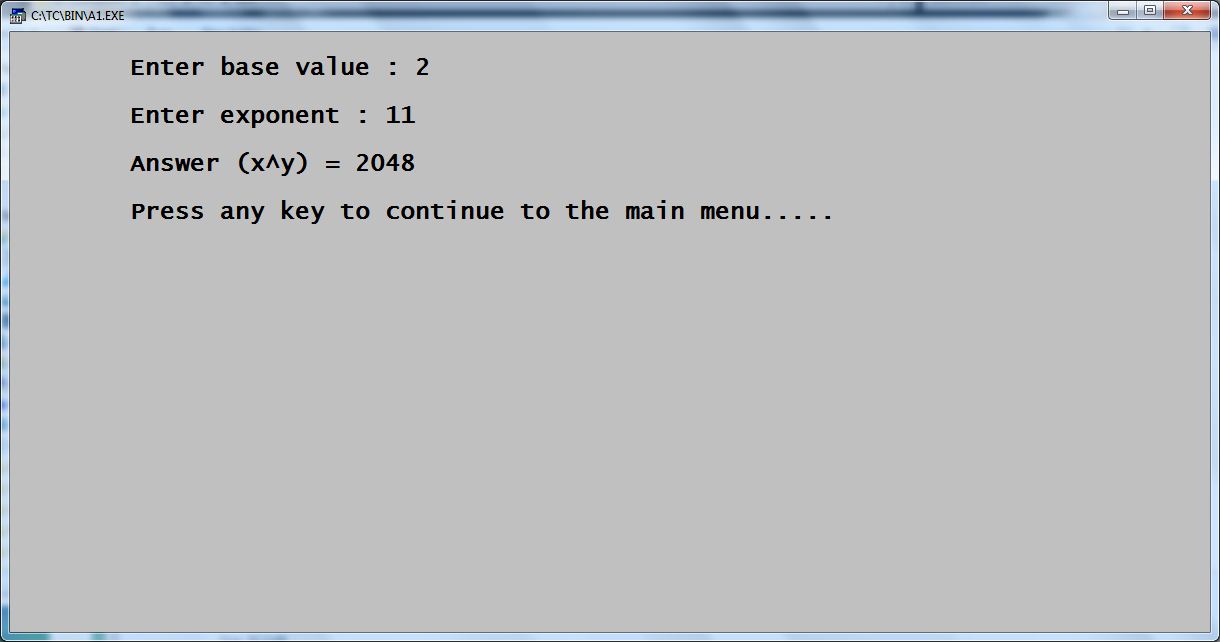 C:\TC\BIN\A1.EXE
Enter base value : 2
Enter exponent : 11
Answer (x^y) = 2048
Press any key to continue to the main menu.....